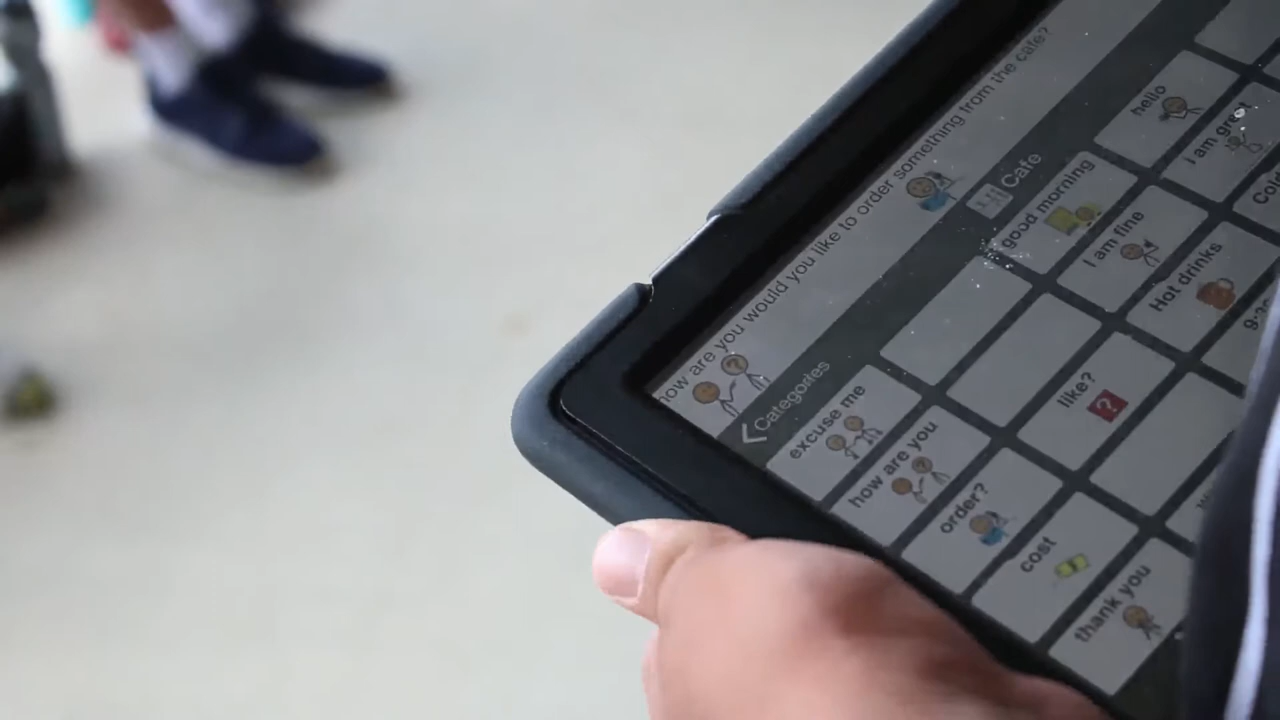 how are you would you like to order something from the cafe?
Categories
Cafe
excuse me
good morning
hello
how are you
I am fine
i am great
order?
like?
Hot drinks
cost
thank you